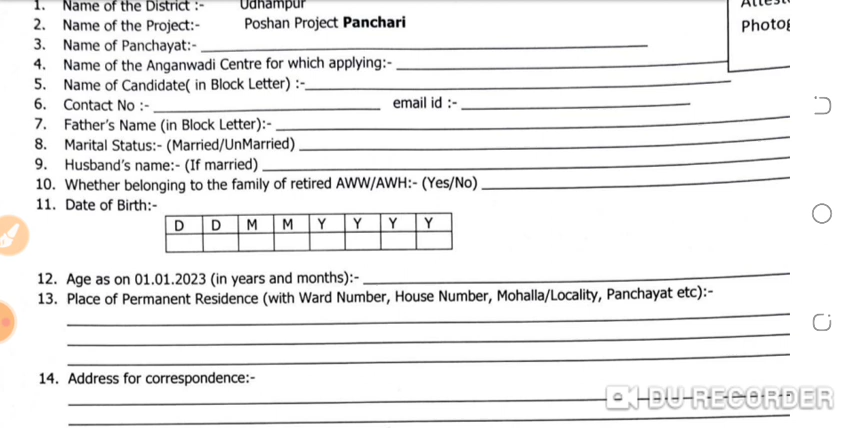 1. Name of the District :- Udhampur
2. Name of the Project:- Poshan Project Panchari
3. Name of Panchayat:-
4. Name of the Anganwadi Centre for which applying:-
5. Name of Candidate( in Block Letter) :-
6. Contact No :- email id :-
7. Father's Name (in Block Letter):-
8. Marital Status:- (Married/UnMarried)
9. Husband's name:- (If married)
10. Whether belonging to the family of retired AWW/AWH:- (Yes/No)
11. Date of Birth:-
D D M M Y Y Y Y
12. Age as on 01.01.2023 (in years and months):-
13. Place of Permanent Residence (with Ward Number, House Number, Mohalla/Locality, Panchayat etc):-
14. Address for correspondence:-
DU RECORDER